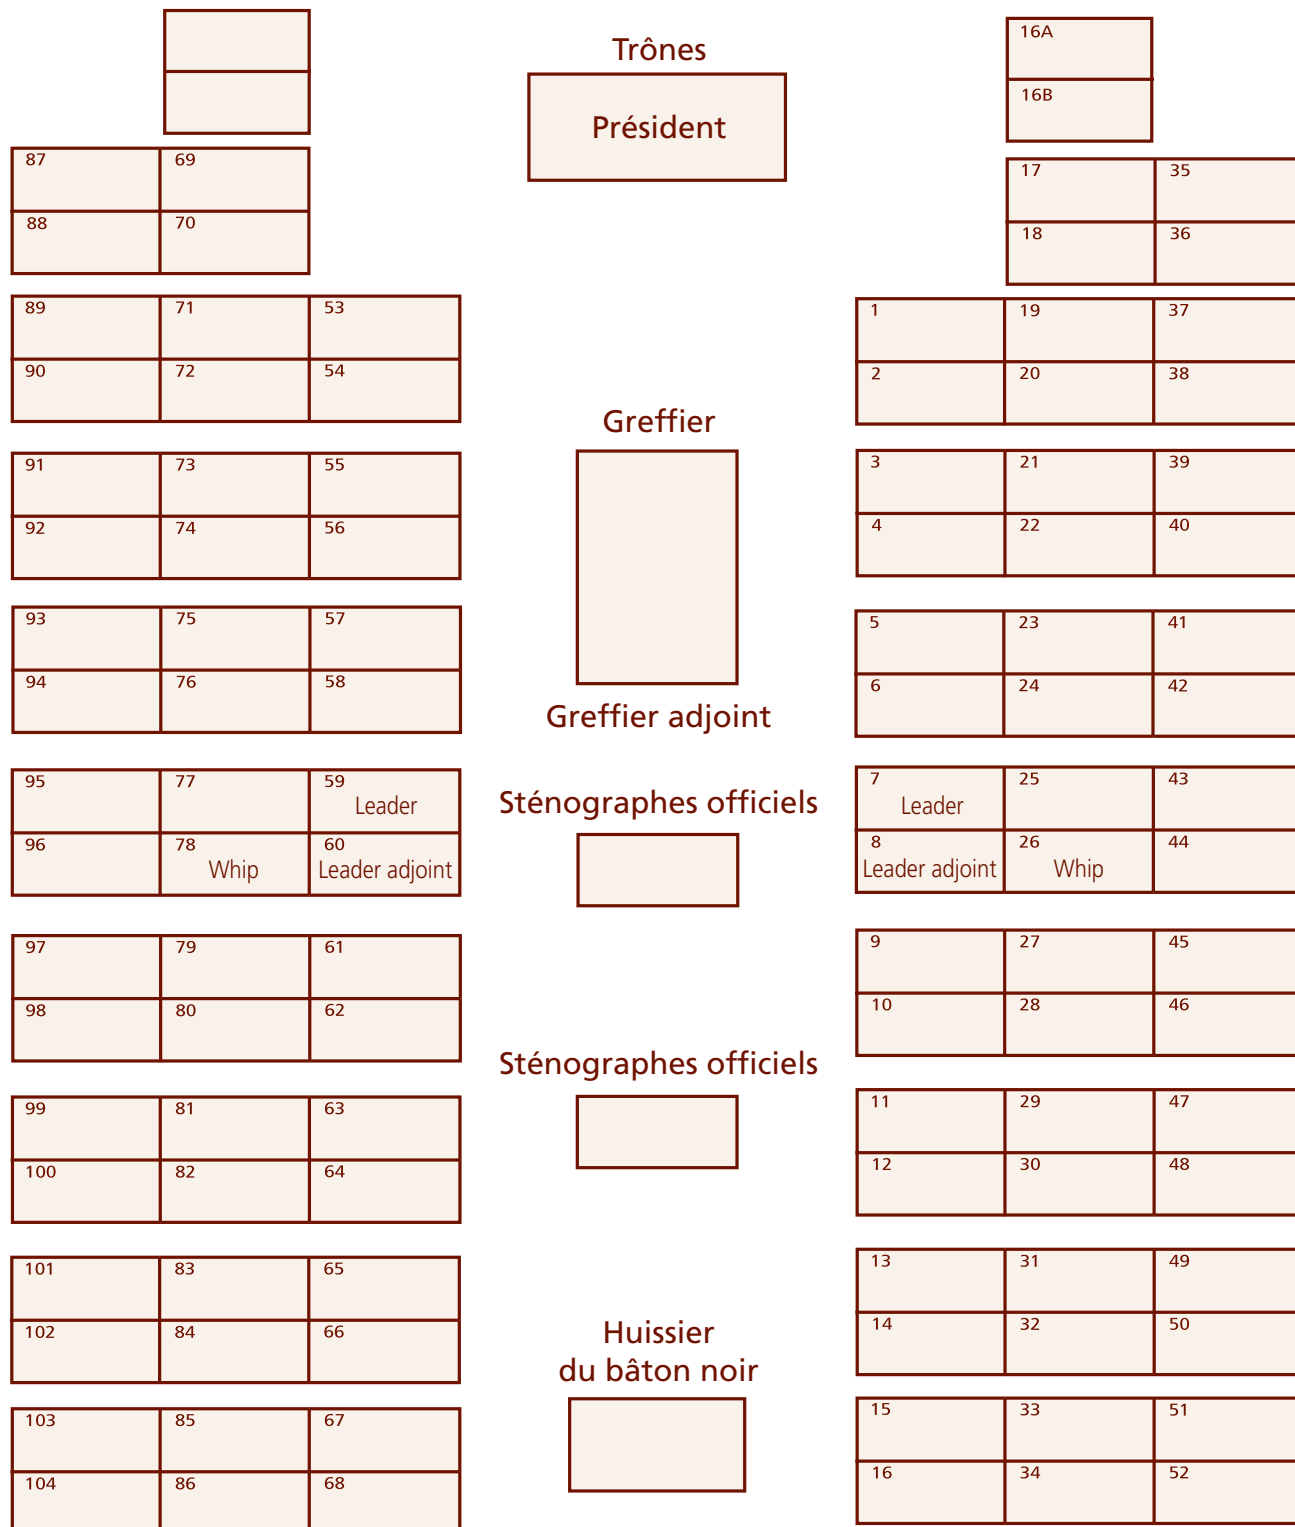 Trônes
Président
16A
16B
87 69
88 70
17 35
18 36
89 71 53
90 72 54
1 19 37
2 20 38
Greffier
91 73 55
92 74 56
3 21 39
4 22 40
93 75 57
94 76 58
5 23 41
6 24 42
Greffier adjoint
95 77 59
Leader
96 78 60
Whip Leader adjoint
Sténographes officiels
7 25 43
Leader
8 26 44
Leader adjoint Whip
97 79 61
98 80 62
9 27 45
10 28 46
Sténographes officiels
99 81 63
100 82 64
11 29 47
12 30 48
101 83 65
102 84 66
13 31 49
14 32 50
Huissier
du bâton noir
103 85 67
104 86 68
15 33 51
16 34 52